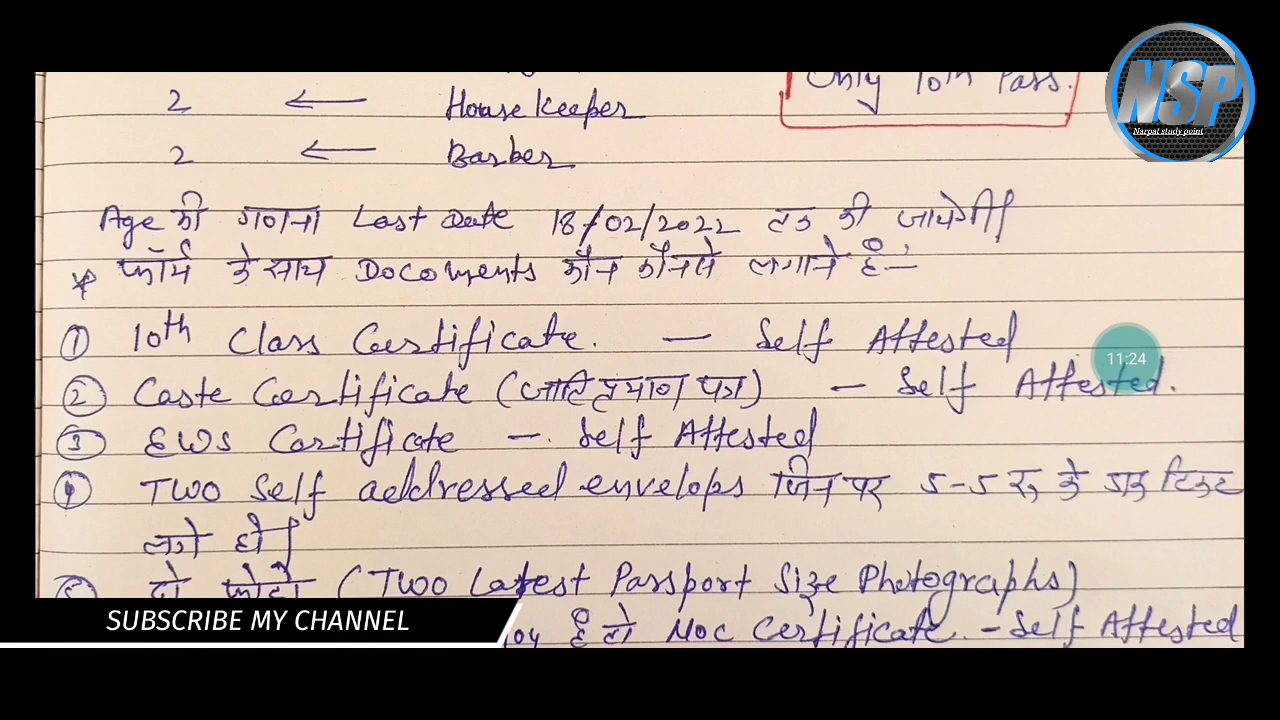 Only 10th Pass.
2 ← House Keeper
2 ← Barber
Age की गणना Last Date 18/02/2022 तक की जायेगी।
* फॉर्म के साथ Documents कौन कौनसे लगाने है:-
① 10th Class Certificate. — Self Attested
② Caste Certificate (जाति प्रमाण पत्र) — Self Attested.
③ EWS Certificate —. Self Attested
④ Two Self addressed envelops जिन पर 5-5 रु के डाक टिकट
लगे हो।
दो फोटो (Two Latest Passport Size Photographs)
है तो NOC Certificate. - Self Attested
NSP
Narpal study point
11:24
SUBSCRIBE MY CHANNEL